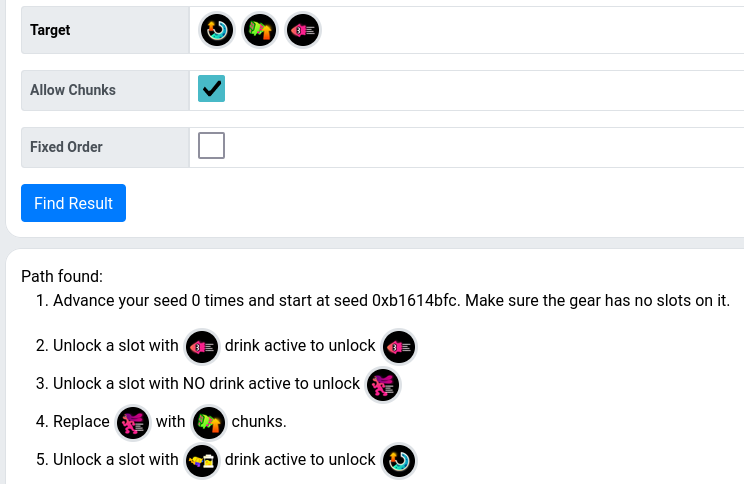 Target
Allow Chunks
Fixed Order
Find Result
Path found:
1. Advance your seed 0 times and start at seed 0xb1614bfc. Make sure the gear has no slots on it.
2. Unlock a slot with drink active to unlock
3. Unlock a slot with NO drink active to unlock
4. Replace with chunks.
5. Unlock a slot with drink active to unlock